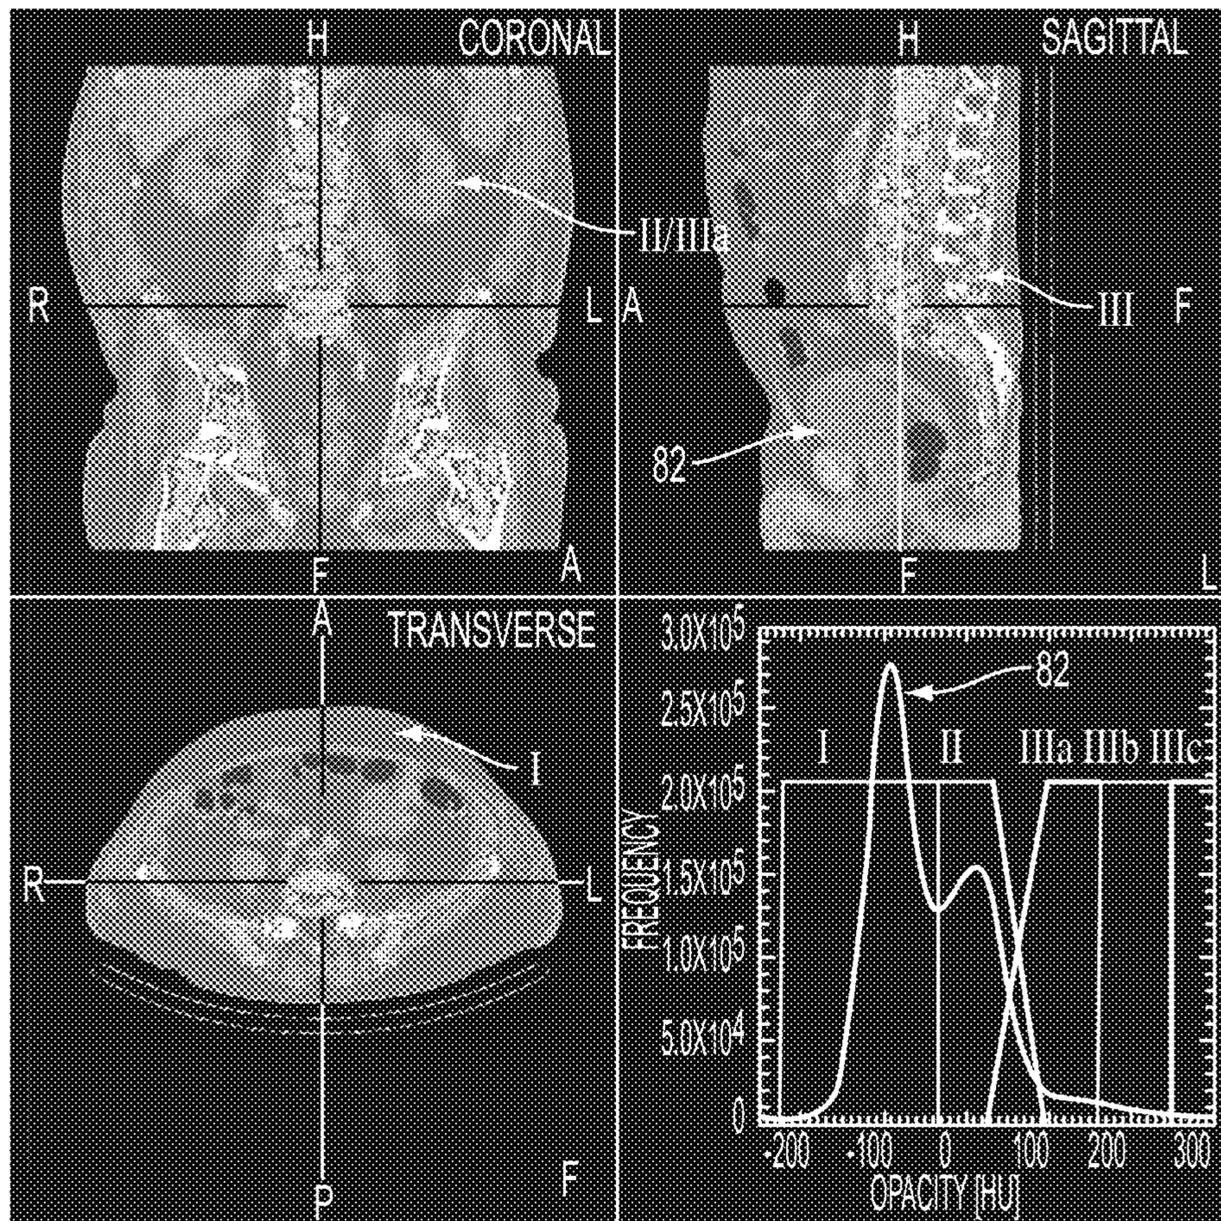 H CORONAL
II/IIIa
R L
F A
H SAGITTAL
A III F
82
F L
A TRANSVERSE
I
R L
P F
3.0X10⁵
2.5X10⁵
2.0X10⁵
1.5X10⁵
1.0X10⁵
5.0X10⁴
0
FREQUENCY
82
I II IIIa IIIb IIIc
-200 -100 0 100 200 300
OPACITY [HU]